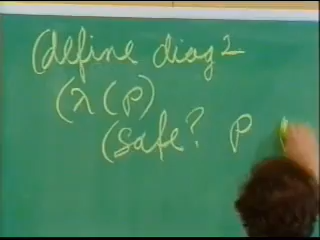 (define diag2
(λ (P)
(safe? P